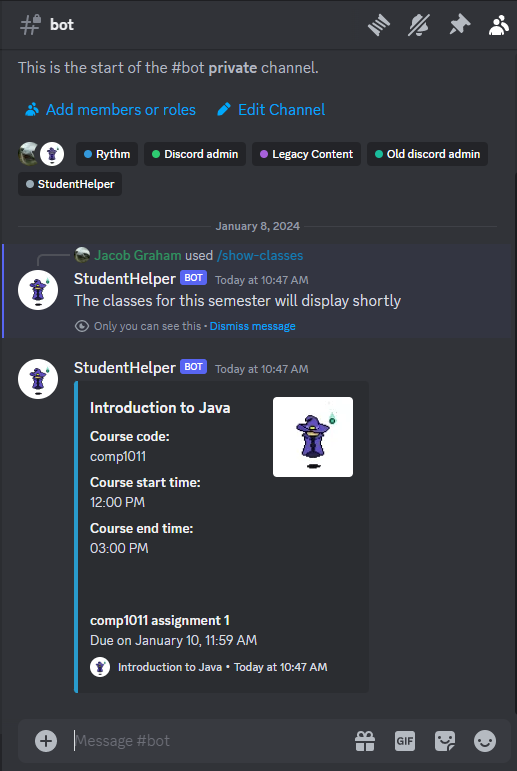 bot
This is the start of the #bot private channel.
Add members or roles Edit Channel
Rythm Discord admin Legacy Content Old discord admin
StudentHelper
January 8, 2024
Jacob Graham used /show-classes
StudentHelper BOT Today at 10:47 AM
The classes for this semester will display shortly
Only you can see this • Dismiss message
StudentHelper BOT Today at 10:47 AM
Introduction to Java
Course code:
comp1011
Course start time:
12:00 PM
Course end time:
03:00 PM
comp1011 assignment 1
Due on January 10, 11:59 AM
Introduction to Java • Today at 10:47 AM
Message #bot GIF